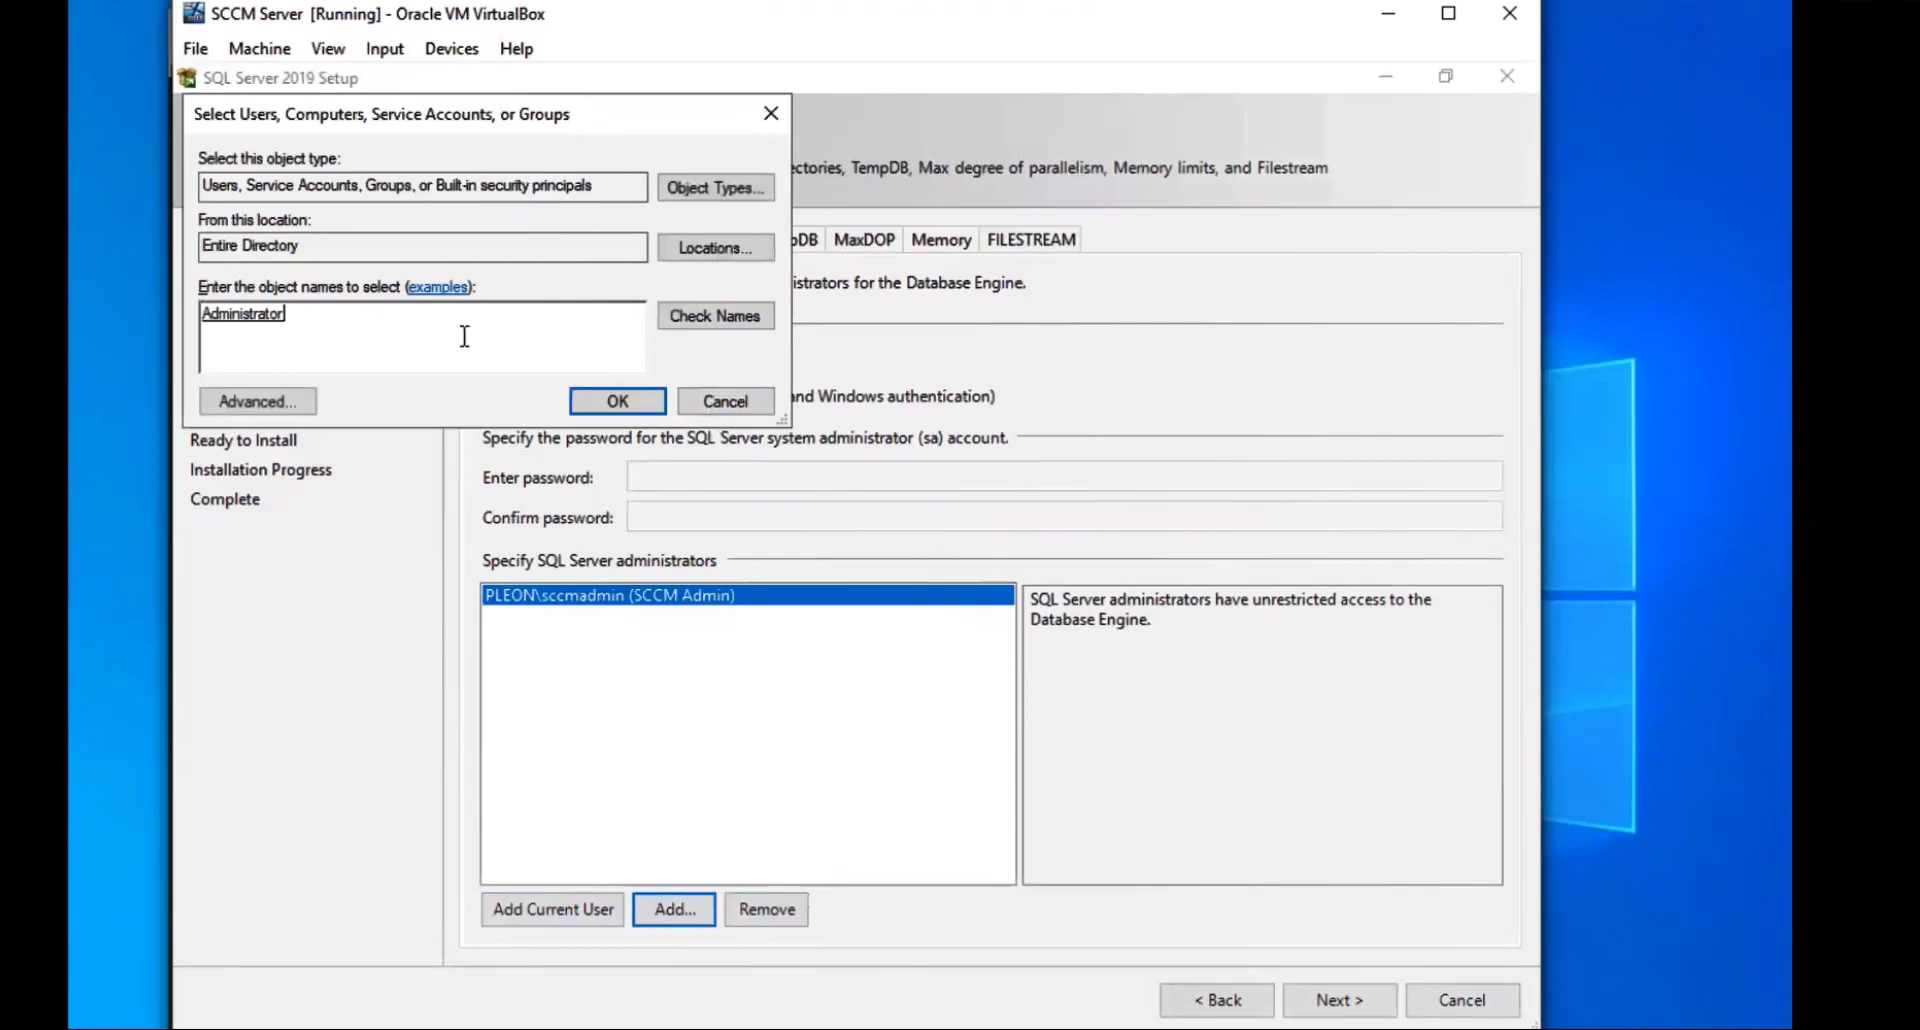 SCCM Server [Running] - Oracle VM VirtualBox
File Machine View Input Devices Help
SQL Server 2019 Setup
Select Users, Computers, Service Accounts, or Groups
Select this object type:
Users, Service Accounts, Groups, or Built-in security principals
Object Types...
From this location:
Entire Directory
Locations...
Enter the object names to select (examples):
Administrator
Check Names
Advanced...
OK
Cancel
ectories, TempDB, Max degree of parallelism, Memory limits, and Filestream
pDB MaxDOP Memory FILESTREAM
istrators for the Database Engine.
and Windows authentication)
Ready to Install
Installation Progress
Complete
Specify the password for the SQL Server system administrator (sa) account.
Enter password:
Confirm password:
Specify SQL Server administrators
PLEON\sccmadmin (SCCM Admin)
SQL Server administrators have unrestricted access to the
Database Engine.
Add Current User
Add...
Remove
< Back
Next >
Cancel